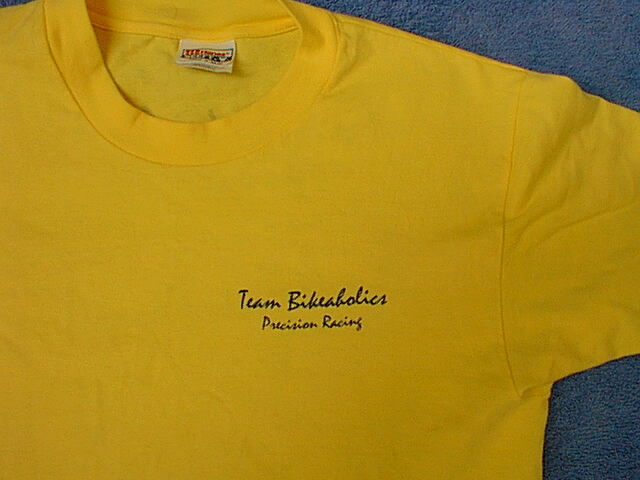 Team Bikeaholics
Precision Racing